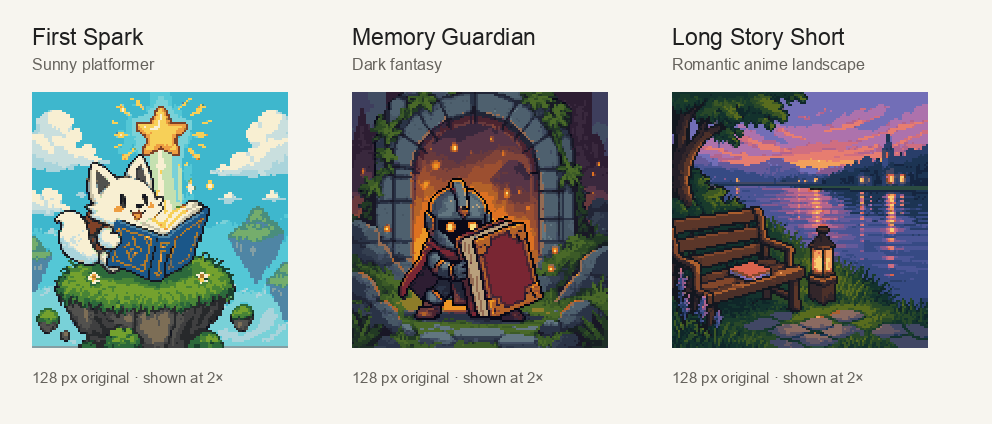 First Spark
Sunny platformer
128 px original · shown at 2×
Memory Guardian
Dark fantasy
128 px original · shown at 2×
Long Story Short
Romantic anime landscape
128 px original · shown at 2×